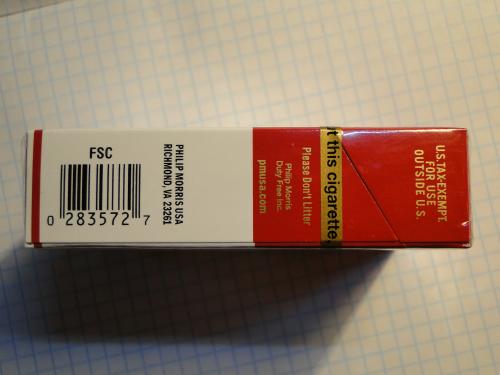 FSC
0 283572 7
PHILIP MORRIS USA
RICHMOND, VA 23261
Please Don't Litter
Philip Morris
Duty Free Inc.
pmusa.com
t this cigarette,
U.S. TAX-EXEMPT.
FOR USE
OUTSIDE U.S.